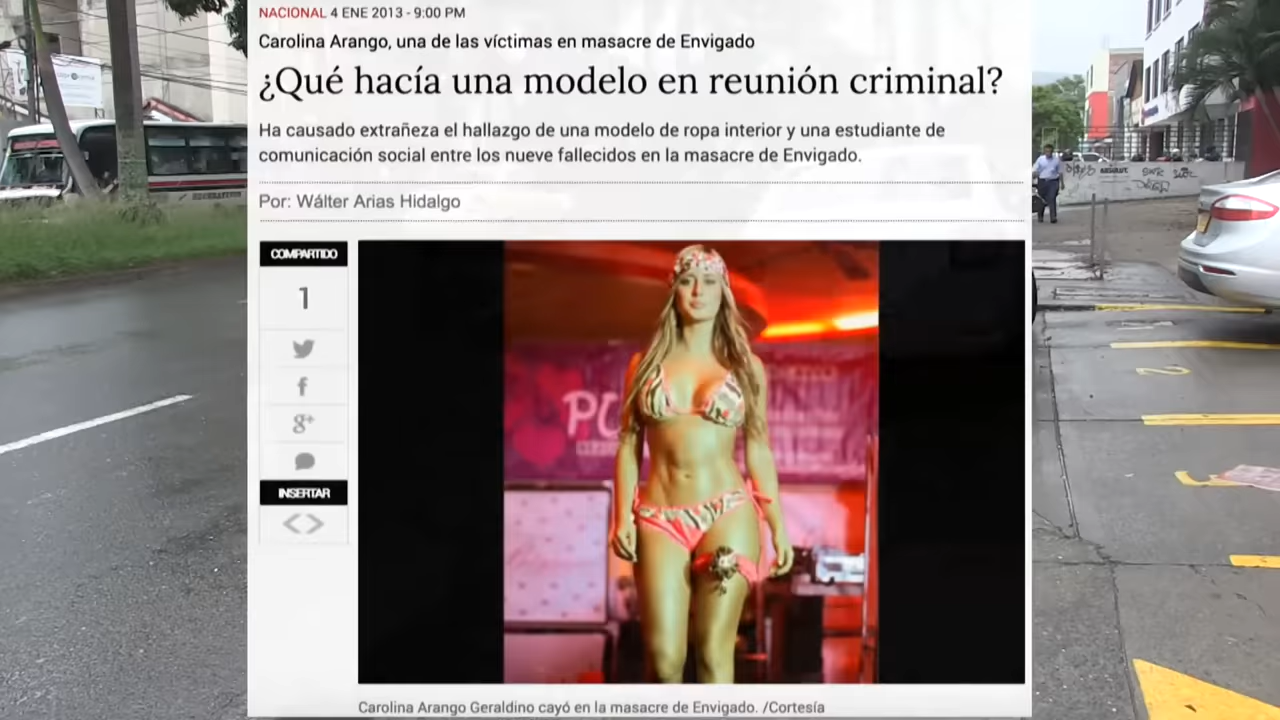 NACIONAL 4 ENE 2013 - 9:00 PM
Carolina Arango, una de las víctimas en masacre de Envigado
¿Qué hacía una modelo en reunión criminal?
Ha causado extrañeza el hallazgo de una modelo de ropa interior y una estudiante de
comunicación social entre los nueve fallecidos en la masacre de Envigado.
Por: Wálter Arias Hidalgo
COMPARTIDO
1
INSERTAR
Carolina Arango Geraldino cayó en la masacre de Envigado. /Cortesía